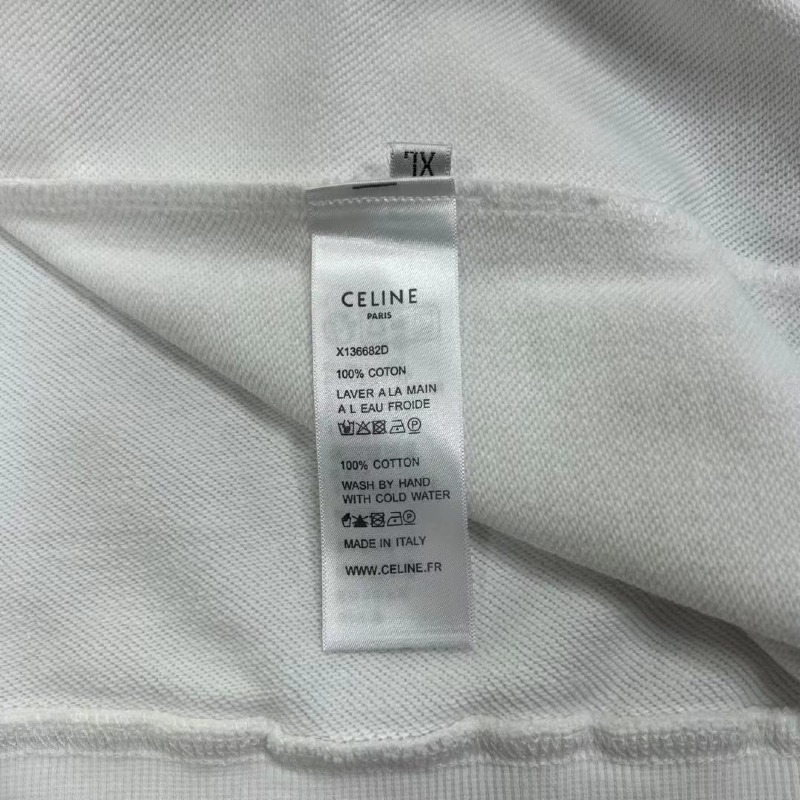 XL
CELINE
PARIS
X136682D
100% COTON
LAVER A LA MAIN
A L EAU FROIDE
P
100% COTTON
WASH BY HAND
WITH COLD WATER
P
MADE IN ITALY
WWW.CELINE.FR